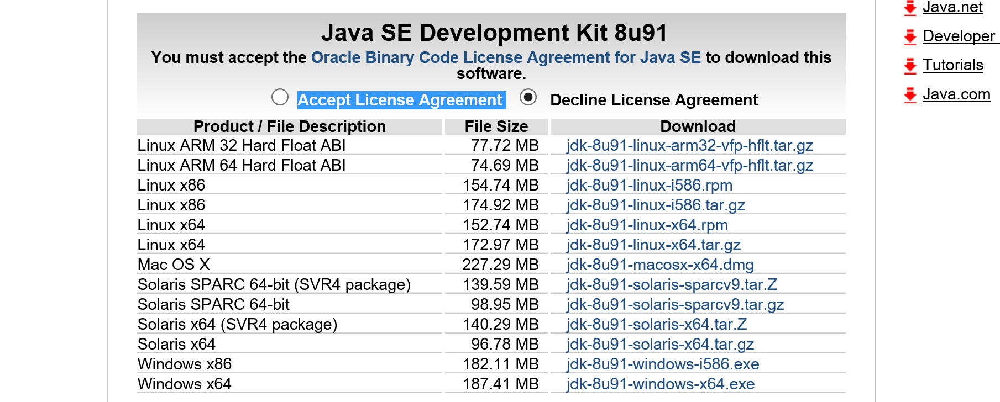 Java SE Development Kit 8u91
You must accept the Oracle Binary Code License Agreement for Java SE to download this
software.
Accept License Agreement Decline License Agreement
Product / File Description File Size Download
Linux ARM 32 Hard Float ABI 77.72 MB jdk-8u91-linux-arm32-vfp-hflt.tar.gz
Linux ARM 64 Hard Float ABI 74.69 MB jdk-8u91-linux-arm64-vfp-hflt.tar.gz
Linux x86 154.74 MB jdk-8u91-linux-i586.rpm
Linux x86 174.92 MB jdk-8u91-linux-i586.tar.gz
Linux x64 152.74 MB jdk-8u91-linux-x64.rpm
Linux x64 172.97 MB jdk-8u91-linux-x64.tar.gz
Mac OS X 227.29 MB jdk-8u91-macosx-x64.dmg
Solaris SPARC 64-bit (SVR4 package) 139.59 MB jdk-8u91-solaris-sparcv9.tar.Z
Solaris SPARC 64-bit 98.95 MB jdk-8u91-solaris-sparcv9.tar.gz
Solaris x64 (SVR4 package) 140.29 MB jdk-8u91-solaris-x64.tar.Z
Solaris x64 96.78 MB jdk-8u91-solaris-x64.tar.gz
Windows x86 182.11 MB jdk-8u91-windows-i586.exe
Windows x64 187.41 MB jdk-8u91-windows-x64.exe
Java.net
Developer
Tutorials
Java.com